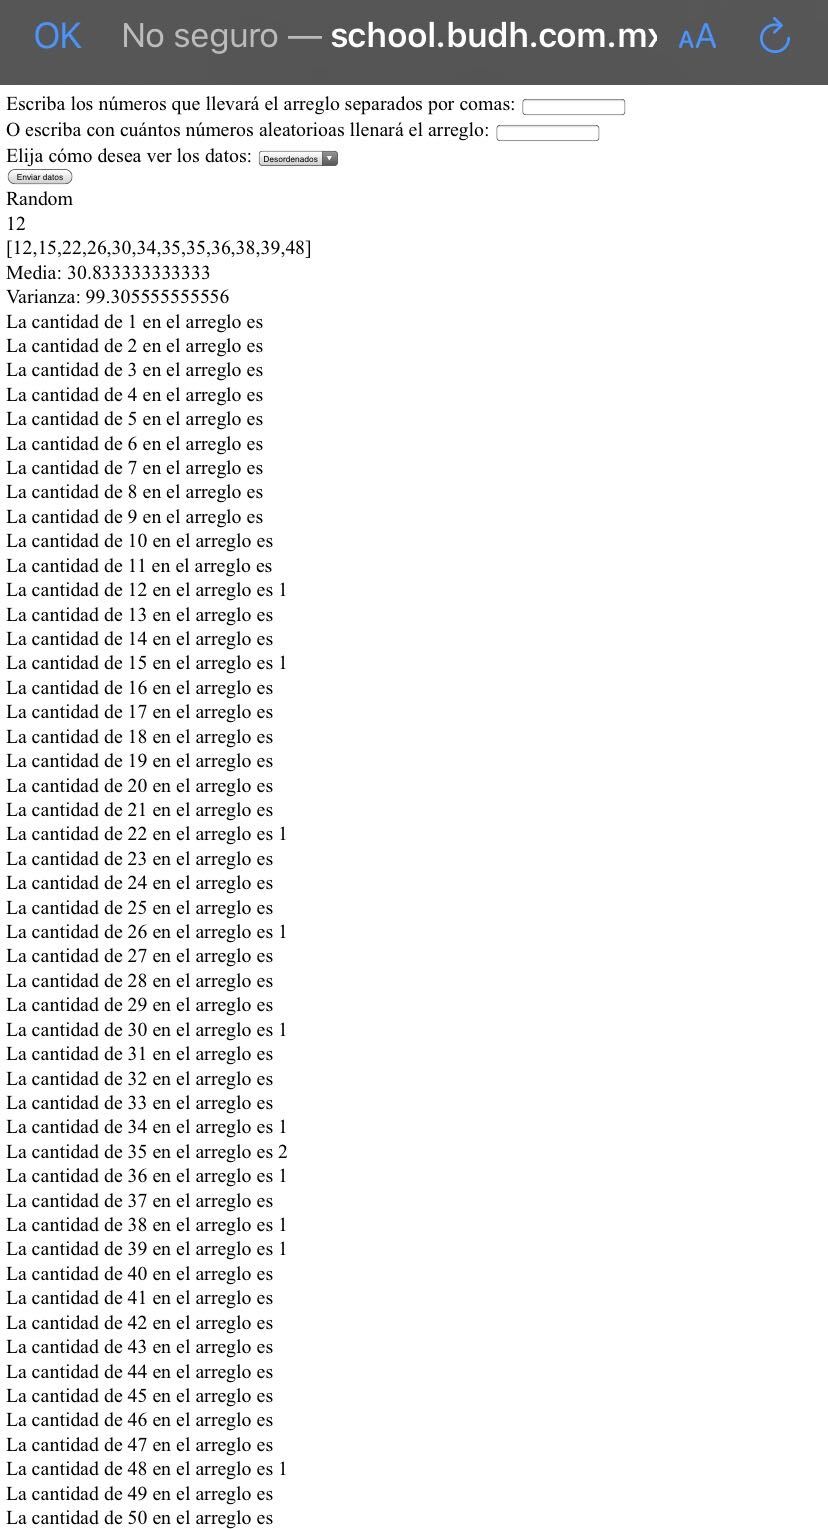 OK No seguro — school.budh.com.mx AA
Escriba los números que llevará el arreglo separados por comas:
O escriba con cuántos números aleatorioas llenará el arreglo:
Elija cómo desea ver los datos: Desordenados
Enviar datos
Random
12
[12,15,22,26,30,34,35,35,36,38,39,48]
Media: 30.833333333333
Varianza: 99.305555555556
La cantidad de 1 en el arreglo es
La cantidad de 2 en el arreglo es
La cantidad de 3 en el arreglo es
La cantidad de 4 en el arreglo es
La cantidad de 5 en el arreglo es
La cantidad de 6 en el arreglo es
La cantidad de 7 en el arreglo es
La cantidad de 8 en el arreglo es
La cantidad de 9 en el arreglo es
La cantidad de 10 en el arreglo es
La cantidad de 11 en el arreglo es
La cantidad de 12 en el arreglo es 1
La cantidad de 13 en el arreglo es
La cantidad de 14 en el arreglo es
La cantidad de 15 en el arreglo es 1
La cantidad de 16 en el arreglo es
La cantidad de 17 en el arreglo es
La cantidad de 18 en el arreglo es
La cantidad de 19 en el arreglo es
La cantidad de 20 en el arreglo es
La cantidad de 21 en el arreglo es
La cantidad de 22 en el arreglo es 1
La cantidad de 23 en el arreglo es
La cantidad de 24 en el arreglo es
La cantidad de 25 en el arreglo es
La cantidad de 26 en el arreglo es 1
La cantidad de 27 en el arreglo es
La cantidad de 28 en el arreglo es
La cantidad de 29 en el arreglo es
La cantidad de 30 en el arreglo es 1
La cantidad de 31 en el arreglo es
La cantidad de 32 en el arreglo es
La cantidad de 33 en el arreglo es
La cantidad de 34 en el arreglo es 1
La cantidad de 35 en el arreglo es 2
La cantidad de 36 en el arreglo es 1
La cantidad de 37 en el arreglo es
La cantidad de 38 en el arreglo es 1
La cantidad de 39 en el arreglo es 1
La cantidad de 40 en el arreglo es
La cantidad de 41 en el arreglo es
La cantidad de 42 en el arreglo es
La cantidad de 43 en el arreglo es
La cantidad de 44 en el arreglo es
La cantidad de 45 en el arreglo es
La cantidad de 46 en el arreglo es
La cantidad de 47 en el arreglo es
La cantidad de 48 en el arreglo es 1
La cantidad de 49 en el arreglo es
La cantidad de 50 en el arreglo es